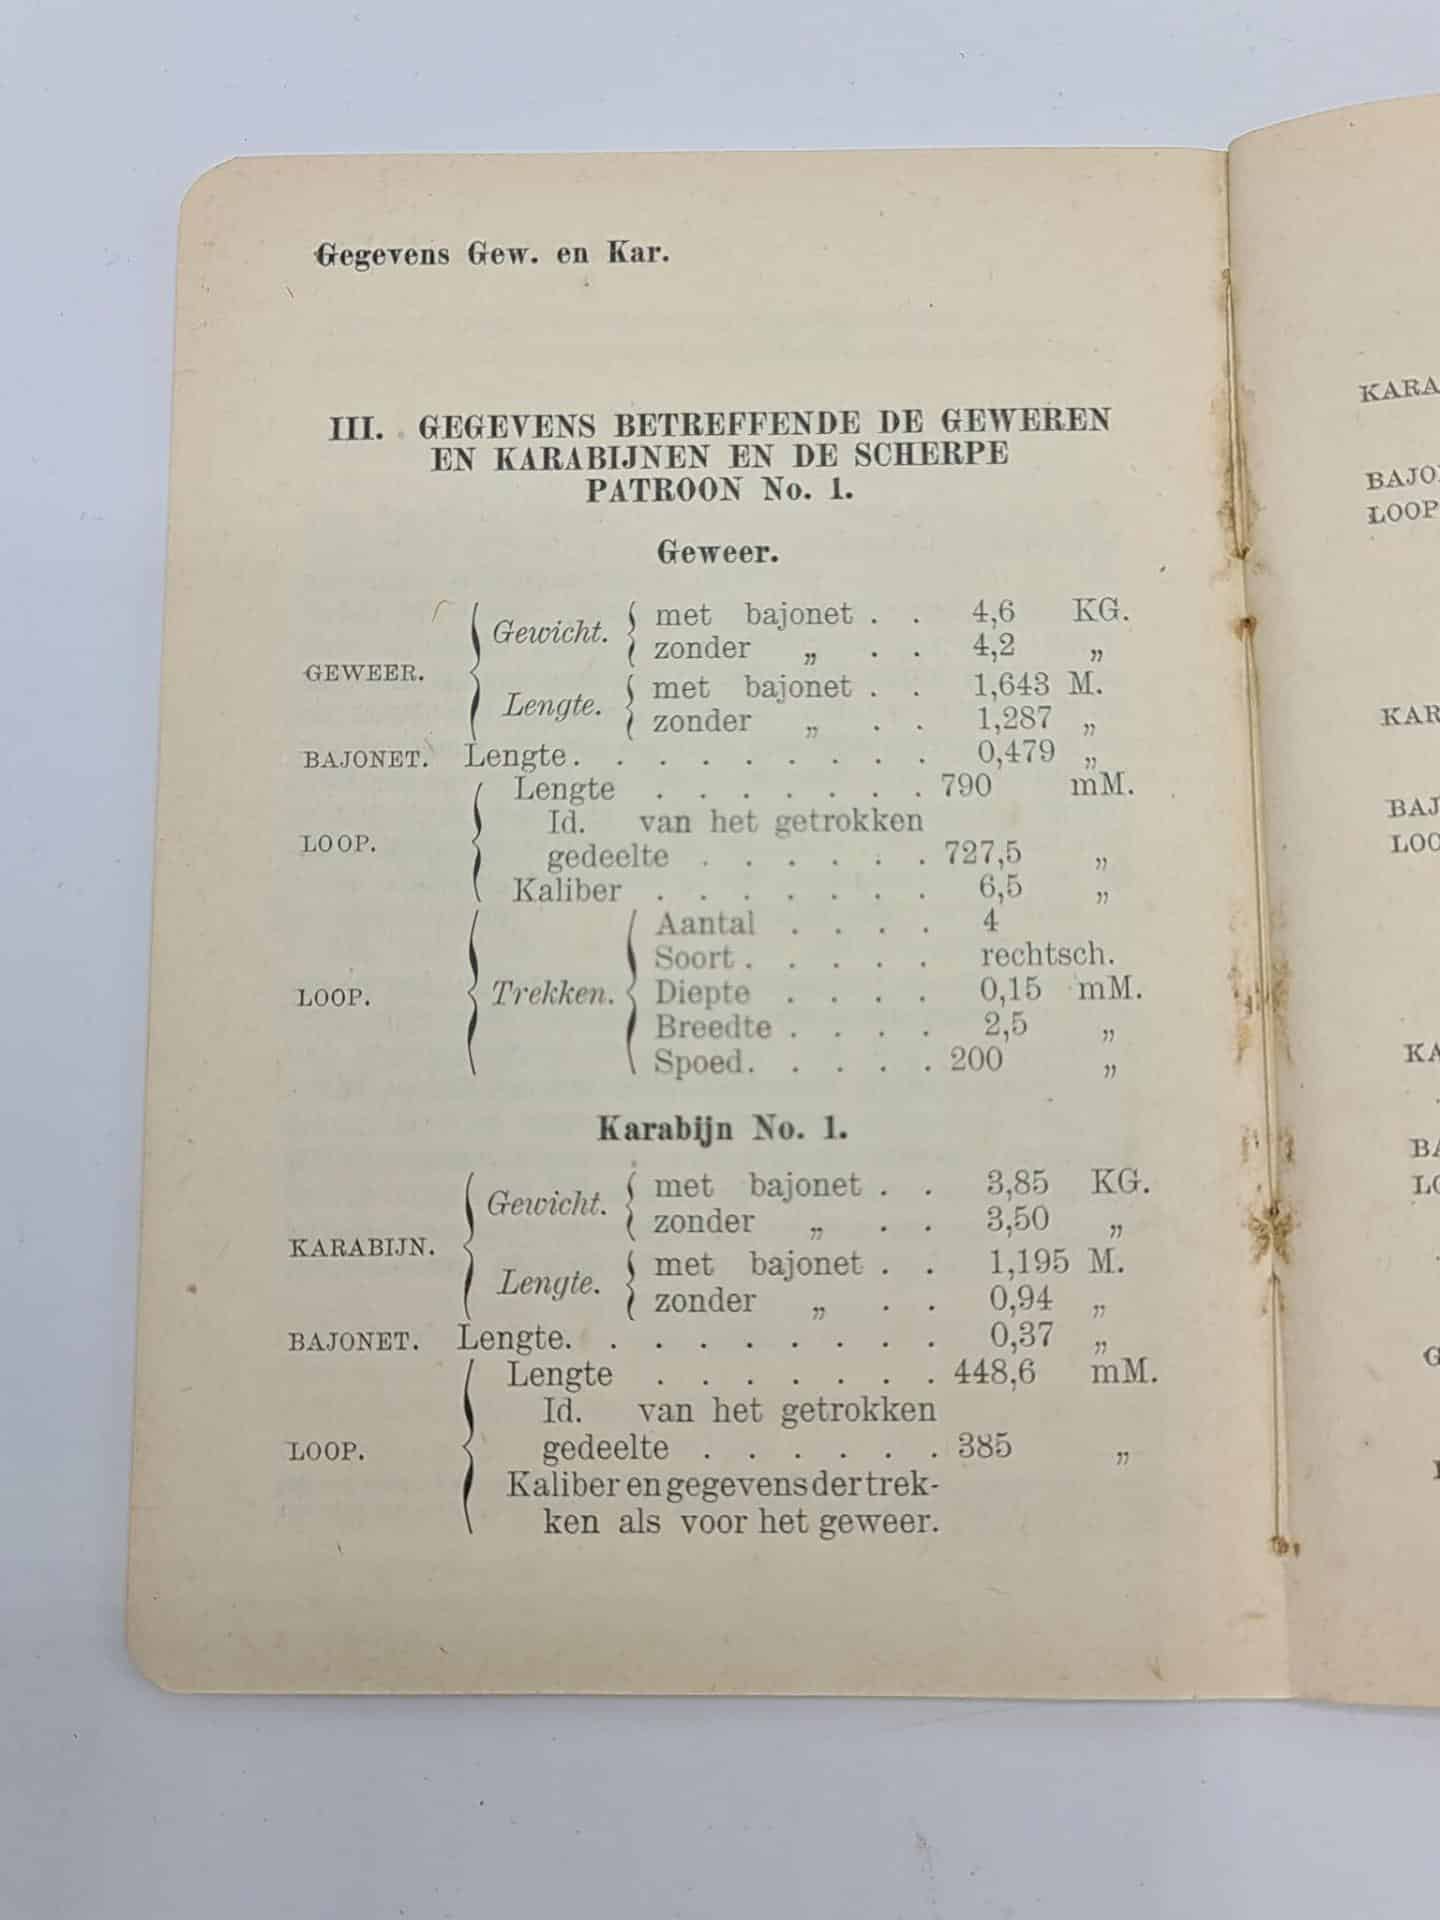 Gegevens Gew. en Kar.
III. GEGEVENS BETREFFENDE DE GEWEREN
EN KARABIJNEN EN DE SCHERPE
PATROON No. 1.
Geweer.
GEWEER. Gewicht. met bajonet . . 4,6 KG.
zonder „ . . 4,2 „
Lengte. met bajonet . . 1,643 M.
zonder „ . . 1,287 „
BAJONET. Lengte. . . . . . . . . 0,479 „
LOOP. Lengte . . . . . . . 790 mM.
Id. van het getrokken
gedeelte . . . . . . 727,5 „
Kaliber . . . . . . . 6,5 „
LOOP. Trekken. Aantal . . . . 4
Soort . . . . . rechtsch.
Diepte . . . . 0,15 mM.
Breedte . . . . 2,5 „
Spoed. . . . . 200 „
Karabijn No. 1.
KARABIJN. Gewicht. met bajonet . . 3,85 KG.
zonder „ . . 3,50 „
Lengte. met bajonet . . 1,195 M.
zonder „ . . 0,94 „
BAJONET. Lengte. . . . . . . . . 0,37 „
LOOP. Lengte . . . . . . . 448,6 mM.
Id. van het getrokken
gedeelte . . . . . . 385 „
Kaliber en gegevens der trek-
ken als voor het geweer.
KARA
BAJO
LOOP
KAR
BAJ
LOO
KA
BA
LO
G